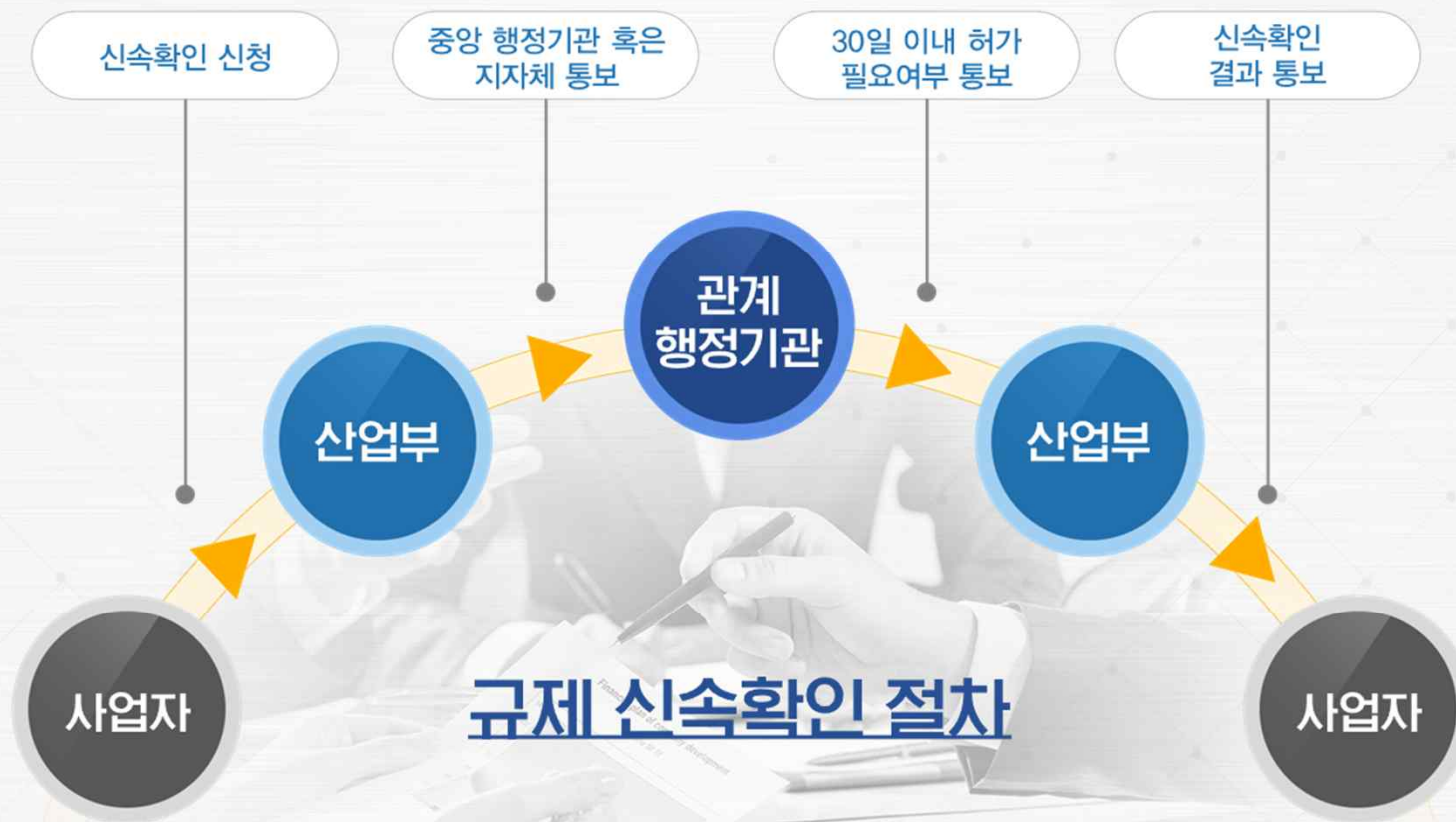 신속확인 신청
중앙 행정기관 혹은
지자체 통보
30일 이내 허가
필요여부 통보
신속확인
결과 통보
관계
행정기관
산업부
산업부
사업자
사업자
규제 신속확인 절차